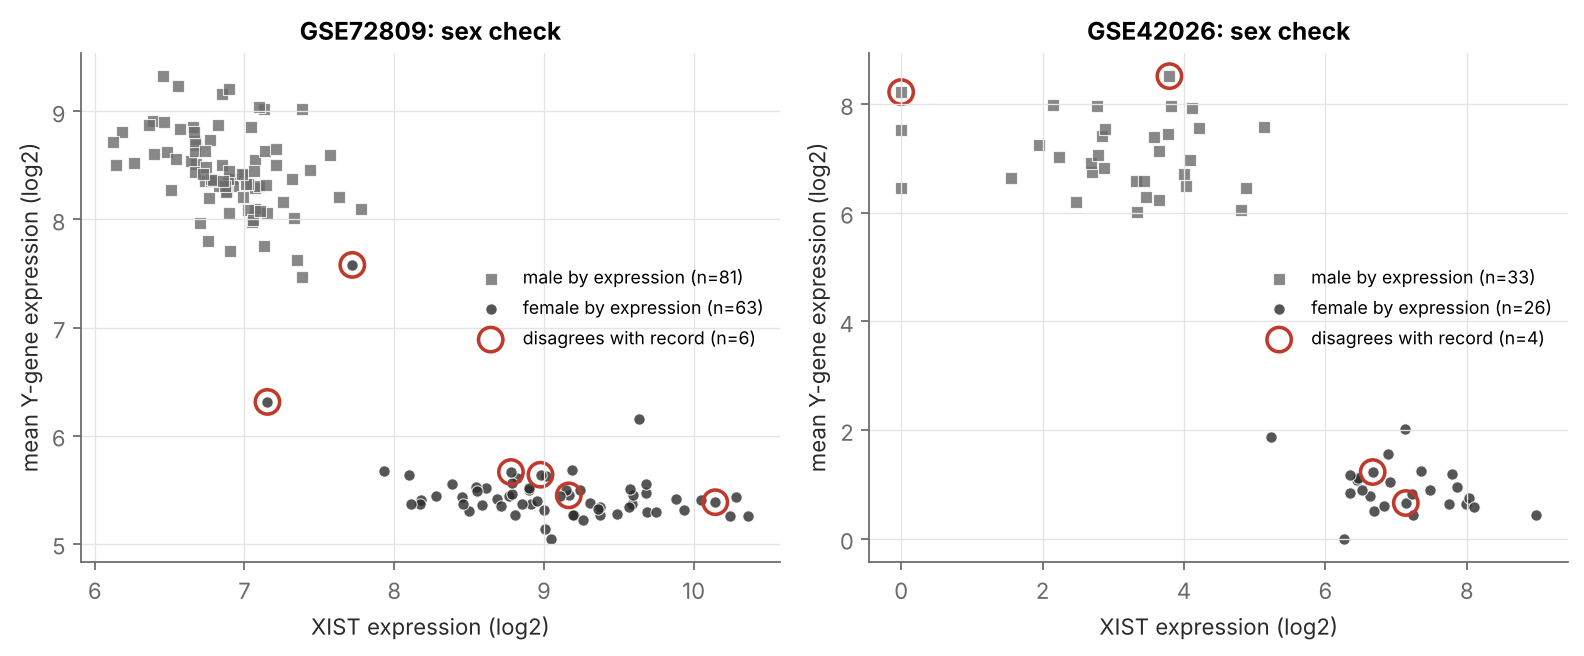 GSE72809: sex check
mean Y-gene expression (log2)
9
8
7
6
5
male by expression (n=81)
female by expression (n=63)
disagrees with record (n=6)
6 7 8 9 10
XIST expression (log2)
GSE42026: sex check
mean Y-gene expression (log2)
8
6
4
2
0
male by expression (n=33)
female by expression (n=26)
disagrees with record (n=4)
0 2 4 6 8
XIST expression (log2)